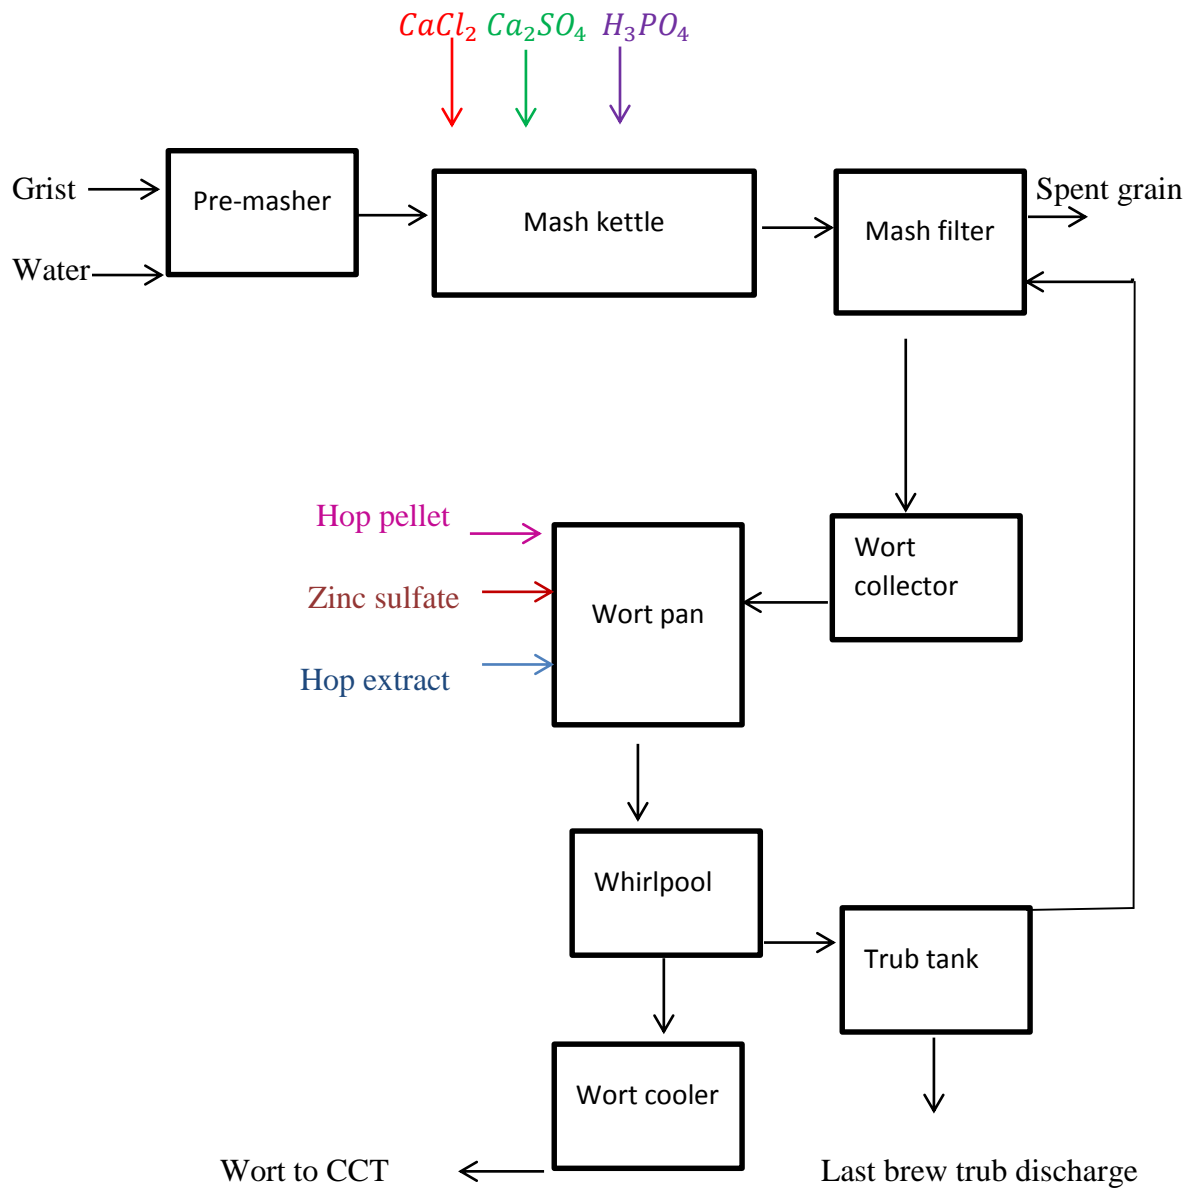 CaCl₂ Ca₂SO₄ H₃PO₄
Grist
Water
Pre-masher
Mash kettle
Mash filter
Spent grain
Hop pellet
Zinc sulfate
Hop extract
Wort pan
Wort
collector
Whirlpool
Trub tank
Wort cooler
Wort to CCT
Last brew trub discharge